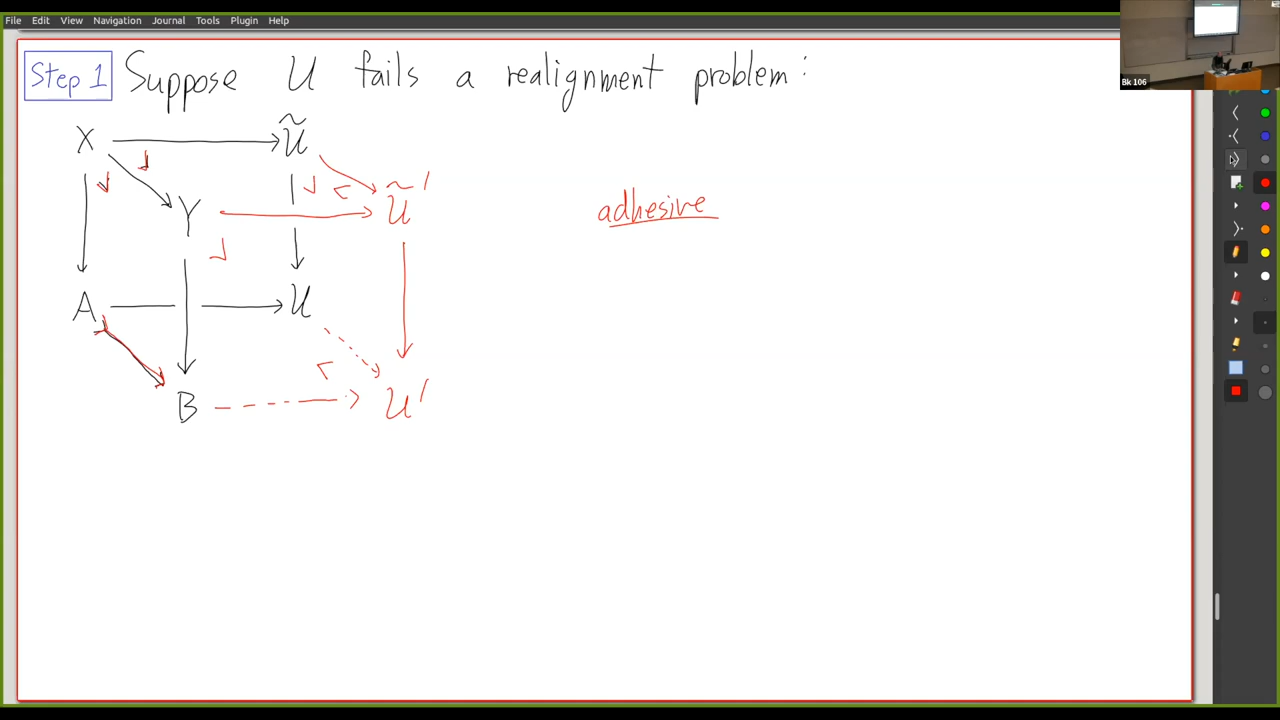 File Edit View Navigation Journal Tools Plugin Help
Step 1 Suppose U fails a realignment problem:
X Ũ
Y Ũ'
adhesive
A U
B U'
Bk 106